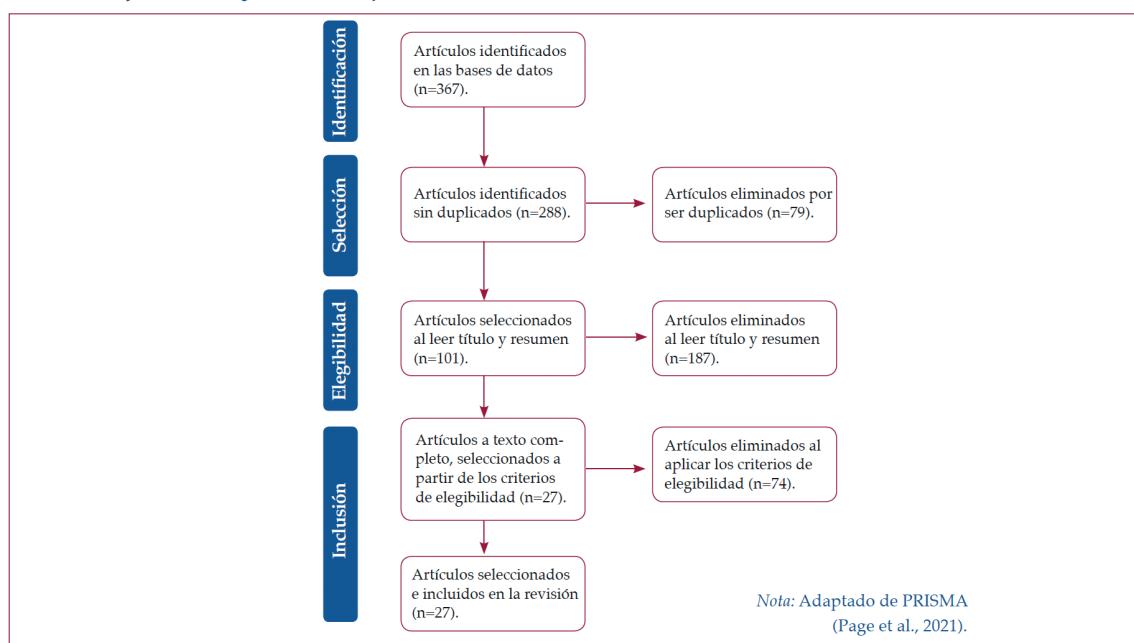 Identificación
Artículos identificados
en las bases de datos
(n=367).
Selección
Artículos identificados
sin duplicados (n=288).
Artículos eliminados por
ser duplicados (n=79).
Elegibilidad
Artículos seleccionados
al leer título y resumen
(n=101).
Artículos eliminados
al leer título y resumen
(n=187).
Inclusión
Artículos a texto com-
pleto, seleccionados a
partir de los criterios
de elegibilidad (n=27).
Artículos eliminados al
aplicar los criterios de
elegibilidad (n=74).
Artículos seleccionados
e incluidos en la revisión
(n=27).
Nota: Adaptado de PRISMA
(Page et al., 2021).